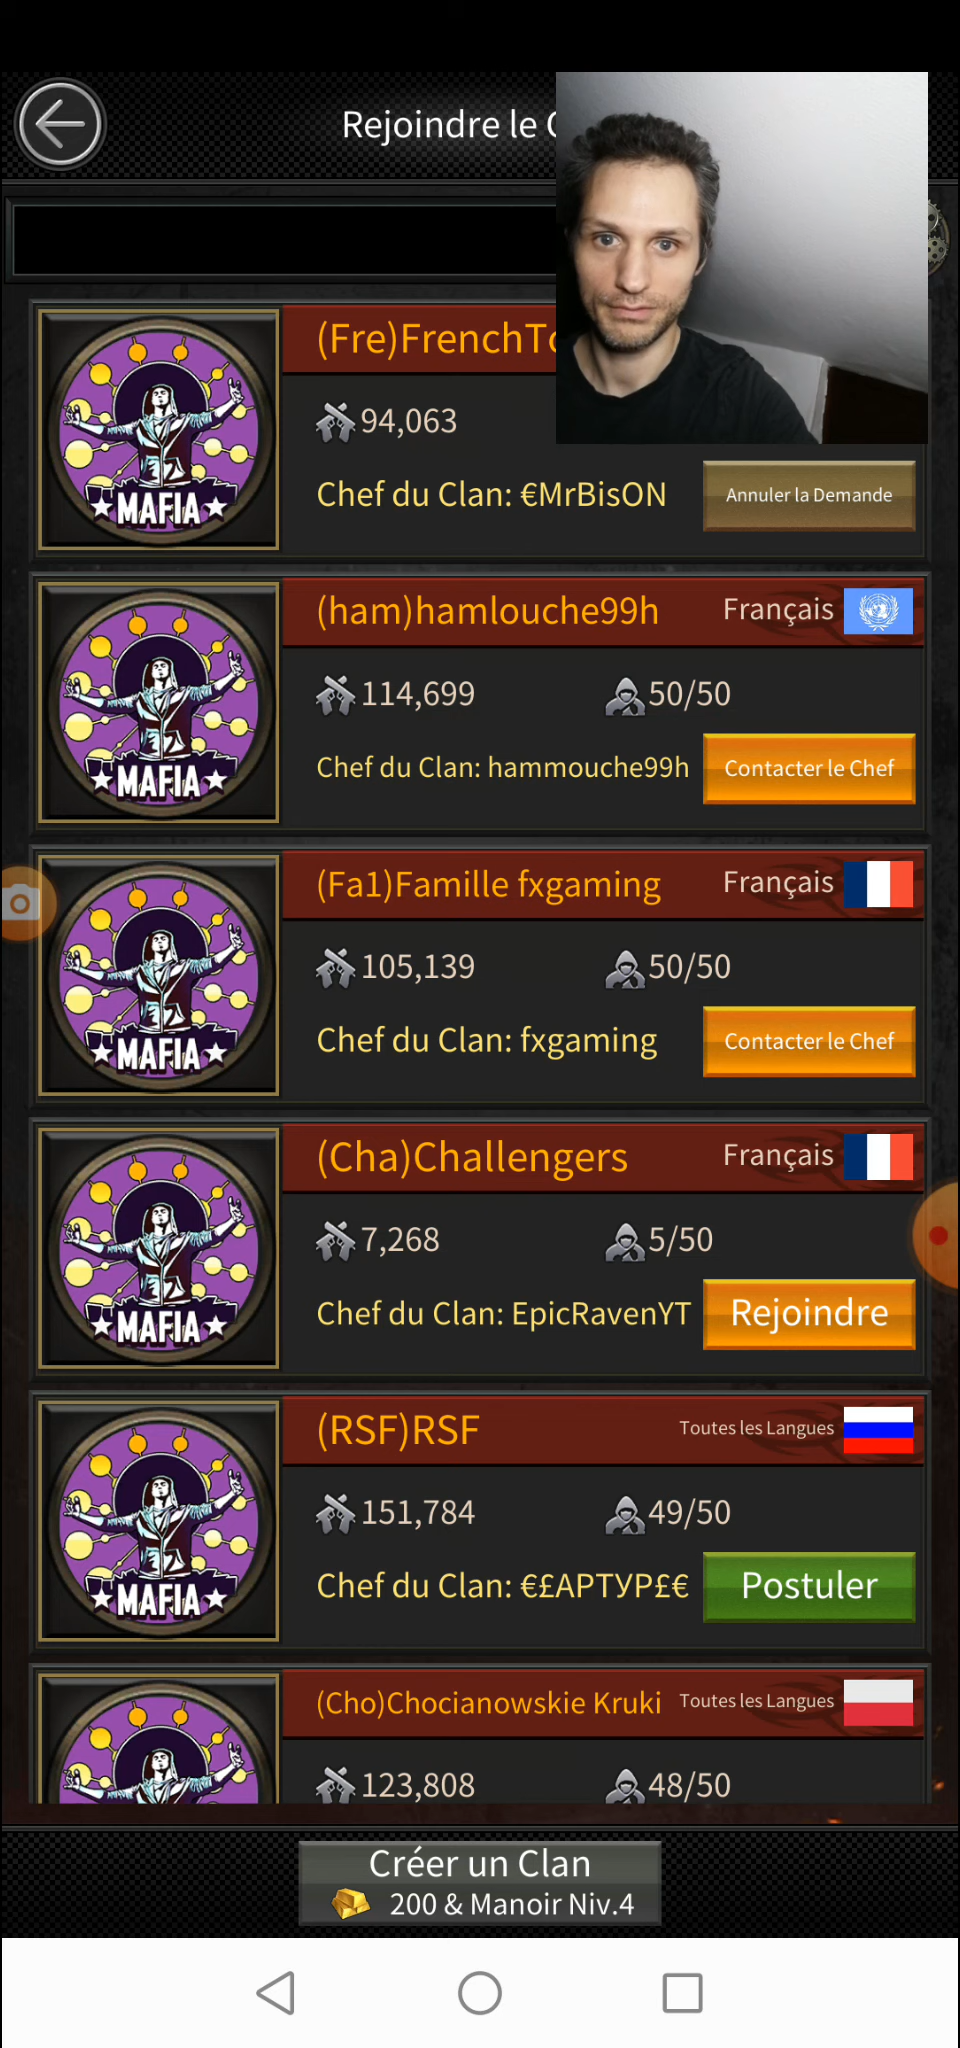 Rejoindre le
(Fre)FrenchTo
94,063
Chef du Clan: €MrBisON
Annuler la Demande
MAFIA
(ham)hamlouche99h
Français
114,699
50/50
Chef du Clan: hammouche99h
Contacter le Chef
MAFIA
(Fa1)Famille fxgaming
Français
105,139
50/50
Chef du Clan: fxgaming
Contacter le Chef
MAFIA
(Cha)Challengers
Français
7,268
5/50
Chef du Clan: EpicRavenYT
Rejoindre
MAFIA
(RSF)RSF
Toutes les Langues
151,784
49/50
Chef du Clan: €£АРТУР£€
Postuler
MAFIA
(Cho)Chocianowskie Kruki
Toutes les Langues
123,808
48/50
Créer un Clan
200 & Manoir Niv.4